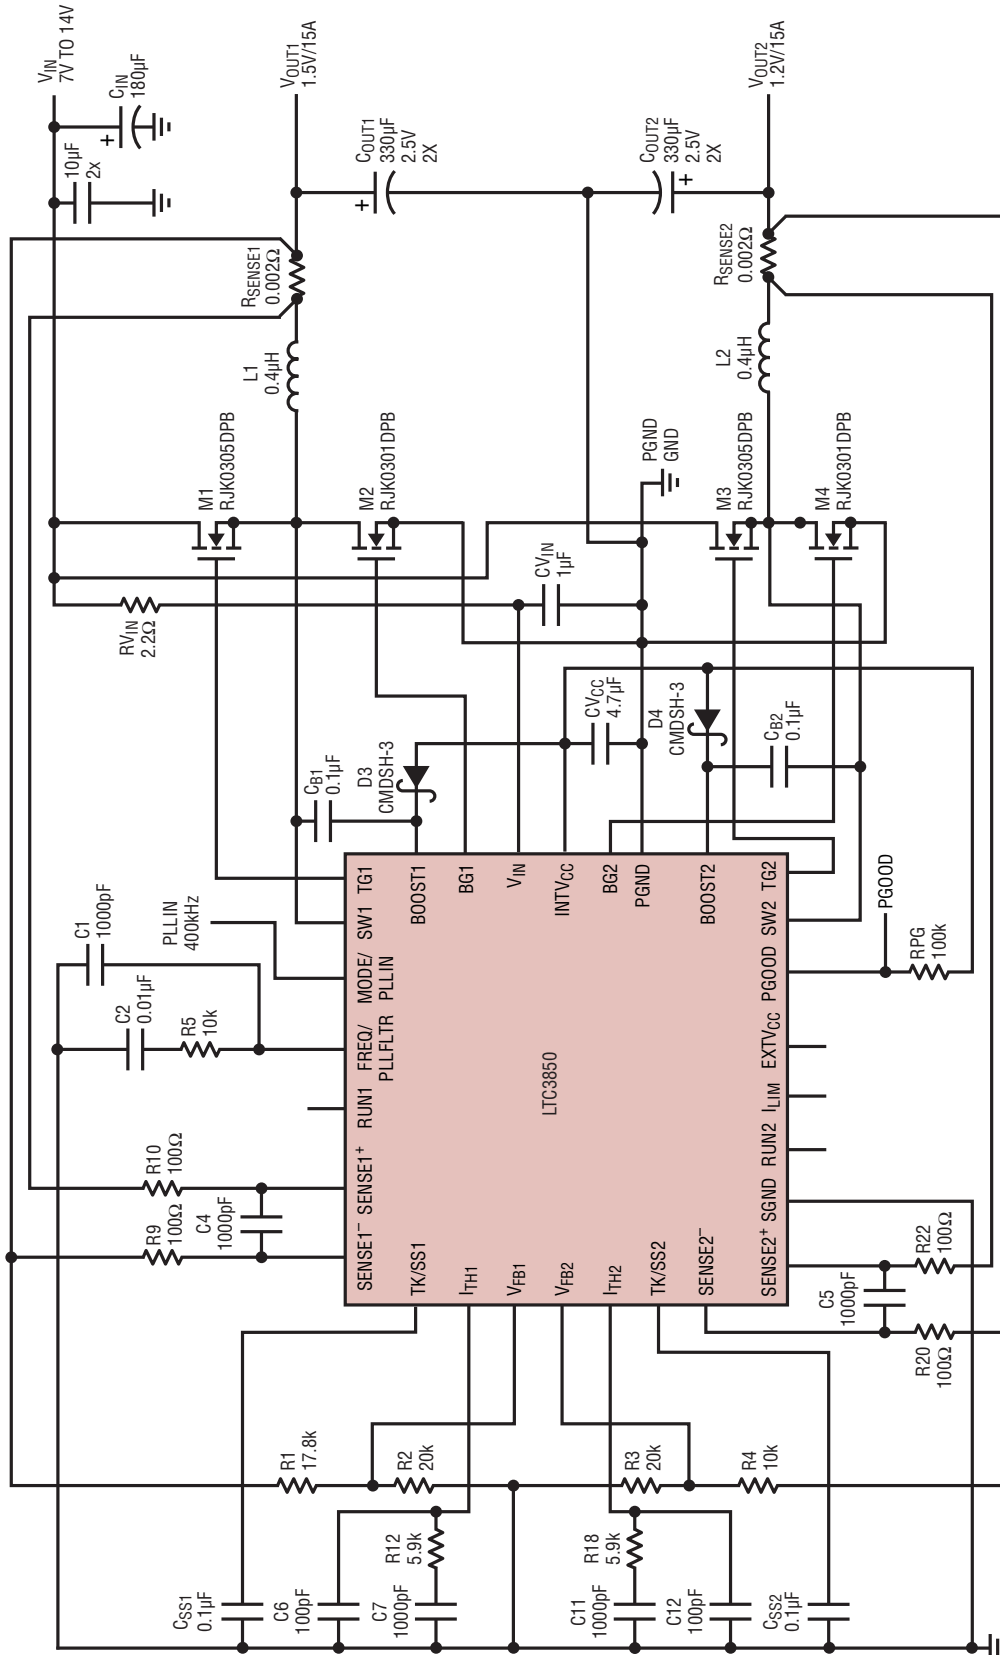 VIN
7V TO 14V
CIN
180µF
+
10µF
2x
VOUT1
1.5V/15A
COUT1
330µF
2.5V
2X
+
VOUT2
1.2V/15A
COUT2
330µF
2.5V
2X
+
RSENSE1
0.002Ω
RSENSE2
0.002Ω
L1
0.4µH
L2
0.4µH
M1
RJK0305DPB
M2
RJK0301DPB
PGND
GND
M3
RJK0305DPB
M4
RJK0301DPB
RVIN
2.2Ω
CVIN
1µF
CB1
0.1µF
D3
CMDSH-3
CVCC
4.7µF
D4
CMDSH-3
CB2
0.1µF
C1
1000pF
PLLIN
400kHz
C2
0.01µF
R5
10k
R10
100Ω
R9
100Ω
C4
1000pF
TG1
SW1
MODE/
PLLIN
FREQ/
PLLFLTR
RUN1
SENSE1+
SENSE1–
BOOST1
BG1
VIN
INTVCC
BG2
PGND
BOOST2
LTC3850
TK/SS1
ITH1
VFB1
VFB2
ITH2
TK/SS2
SENSE2–
TG2
SW2
PGOOD
EXTVCC
ILIM
RUN2
SGND
SENSE2+
PGOOD
RPG
100k
C5
1000pF
R22
100Ω
R20
100Ω
R1
17.8k
R2
20k
R3
20k
R4
10k
R12
5.9k
R18
5.9k
CSS1
0.1µF
C6
100pF
C7
1000pF
C11
1000pF
C12
100pF
CSS2
0.1µF